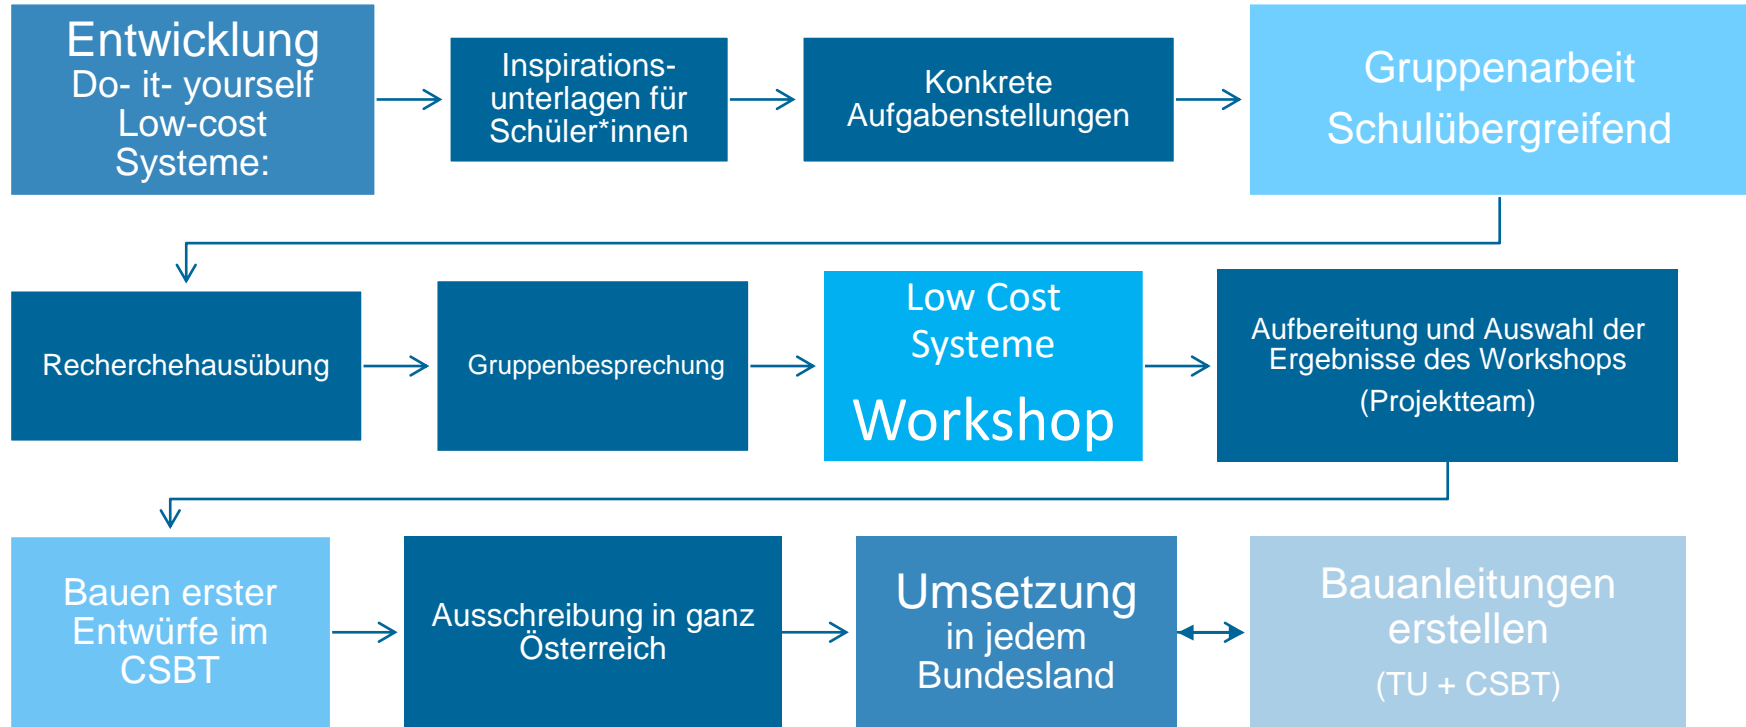 Entwicklung
Do- it- yourself
Low-cost
Systeme:
Inspirations-
unterlagen für
Schüler*innen
Konkrete
Aufgabenstellungen
Gruppenarbeit
Schulübergreifend
Recherchehausübung
Gruppenbesprechung
Low Cost
Systeme
Workshop
Aufbereitung und Auswahl der
Ergebnisse des Workshops
(Projektteam)
Bauen erster
Entwürfe im
CSBT
Ausschreibung in ganz
Österreich
Umsetzung
in jedem
Bundesland
Bauanleitungen
erstellen
(TU + CSBT)